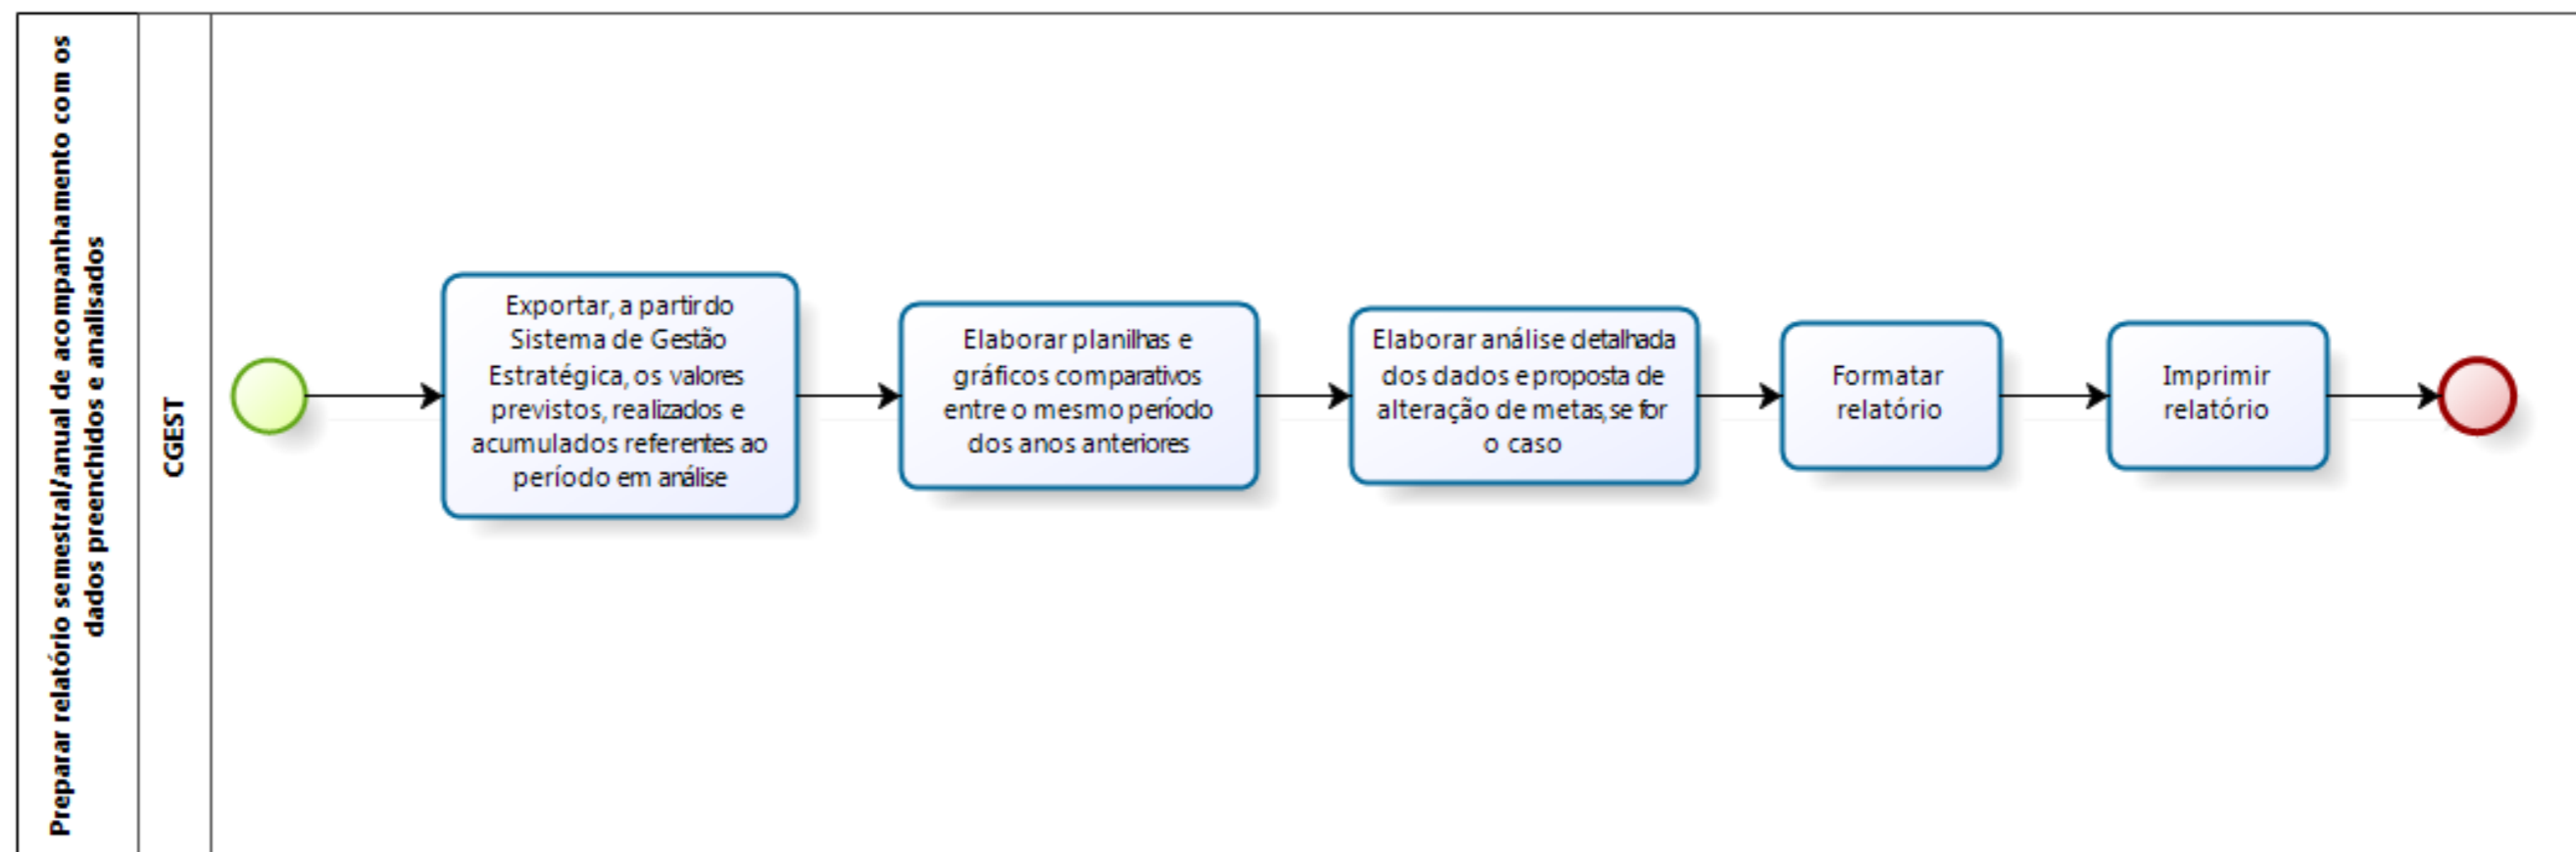 Preparar relatório semestral/anual de acompanhamento com os
dados preenchidos e analisados
CGEST
Exportar, a partir do
Sistema de Gestão
Estratégica, os valores
previstos, realizados e
acumulados referentes ao
período em análise
Elaborar planilhas e
gráficos comparativos
entre o mesmo período
dos anos anteriores
Elaborar análise detalhada
dos dados e proposta de
alteração de metas, se for
o caso
Formatar
relatório
Imprimir
relatório